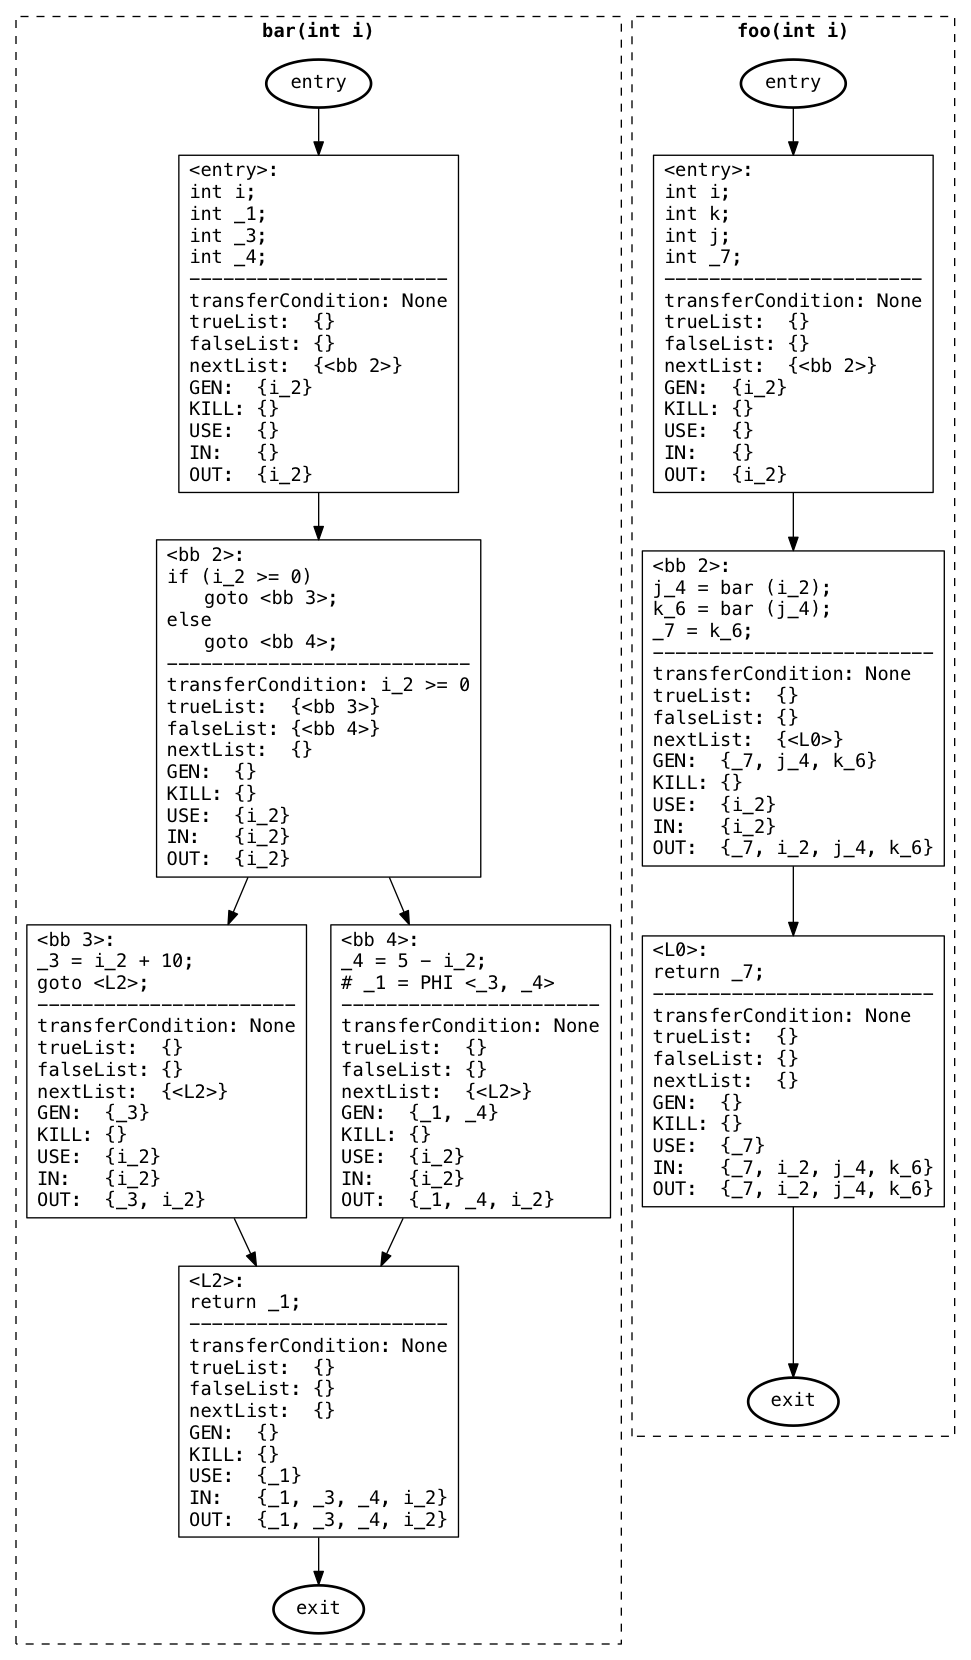 bar(int i)
entry
<entry>:
int i;
int _1;
int _3;
int _4;
transferCondition: None
trueList: {}
falseList: {}
nextList: {<bb 2>}
GEN: {i_2}
KILL: {}
USE: {}
IN: {}
OUT: {i_2}
<bb 2>:
if (i_2 >= 0)
goto <bb 3>;
else
goto <bb 4>;
transferCondition: i_2 >= 0
trueList: {<bb 3>}
falseList: {<bb 4>}
nextList: {}
GEN: {}
KILL: {}
USE: {i_2}
IN: {i_2}
OUT: {i_2}
<bb 3>:
_3 = i_2 + 10;
goto <L2>;
transferCondition: None
trueList: {}
falseList: {}
nextList: {<L2>}
GEN: {_3}
KILL: {}
USE: {i_2}
IN: {i_2}
OUT: {_3, i_2}
<bb 4>:
_4 = 5 − i_2;
# _1 = PHI <_3, _4>
transferCondition: None
trueList: {}
falseList: {}
nextList: {<L2>}
GEN: {_1, _4}
KILL: {}
USE: {i_2}
IN: {i_2}
OUT: {_1, _4, i_2}
<L2>:
return _1;
transferCondition: None
trueList: {}
falseList: {}
nextList: {}
GEN: {}
KILL: {}
USE: {_1}
IN: {_1, _3, _4, i_2}
OUT: {_1, _3, _4, i_2}
exit
foo(int i)
entry
<entry>:
int i;
int k;
int j;
int _7;
transferCondition: None
trueList: {}
falseList: {}
nextList: {<bb 2>}
GEN: {i_2}
KILL: {}
USE: {}
IN: {}
OUT: {i_2}
<bb 2>:
j_4 = bar (i_2);
k_6 = bar (j_4);
_7 = k_6;
transferCondition: None
trueList: {}
falseList: {}
nextList: {<L0>}
GEN: {_7, j_4, k_6}
KILL: {}
USE: {i_2}
IN: {i_2}
OUT: {_7, i_2, j_4, k_6}
<L0>:
return _7;
transferCondition: None
trueList: {}
falseList: {}
nextList: {}
GEN: {}
KILL: {}
USE: {_7}
IN: {_7, i_2, j_4, k_6}
OUT: {_7, i_2, j_4, k_6}
exit